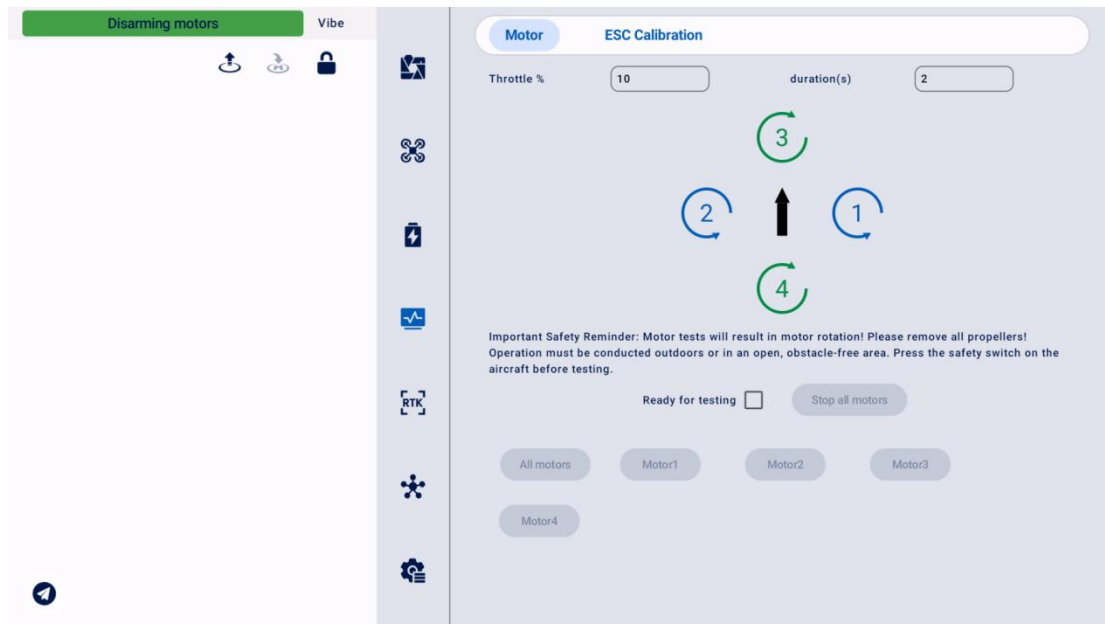 Disarming motors
Vibe
Motor
ESC Calibration
Throttle %
10
duration(s)
2
3
2
1
4
Important Safety Reminder: Motor tests will result in motor rotation! Please remove all propellers!
Operation must be conducted outdoors or in an open, obstacle-free area. Press the safety switch on the
aircraft before testing.
RTK
Ready for testing
Stop all motors
All motors
Motor1
Motor2
Motor3
Motor4